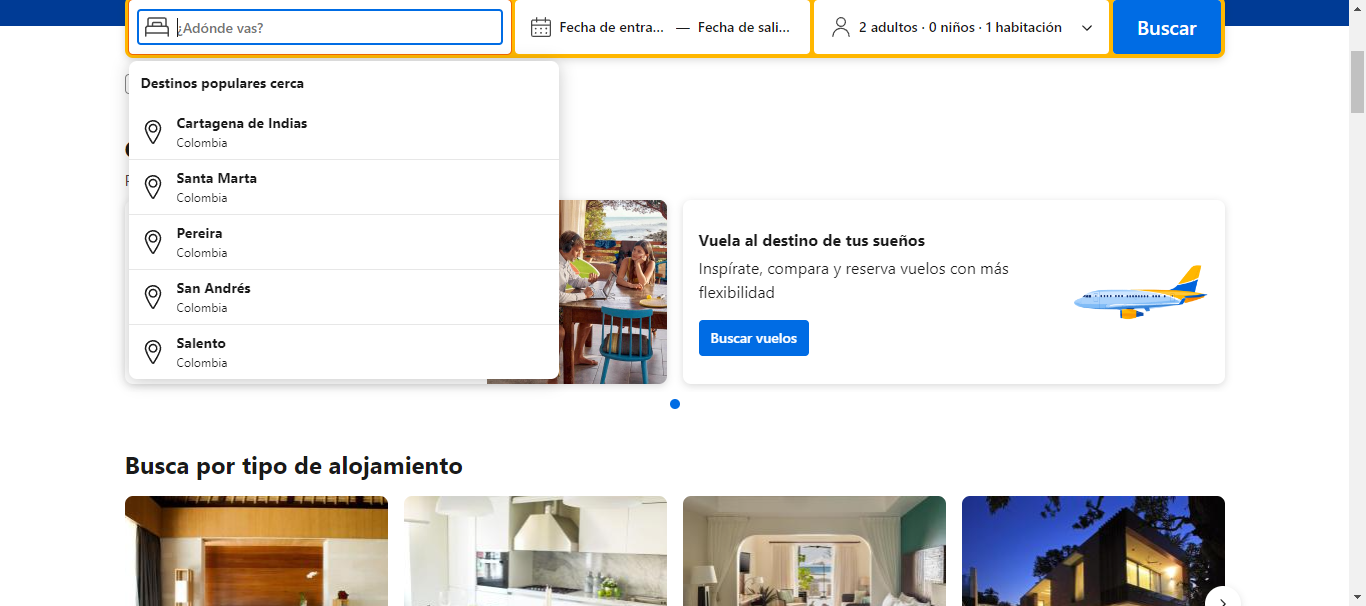 ¿Adónde vas?
Fecha de entra... — Fecha de sali...
2 adultos · 0 niños · 1 habitación
Buscar
Destinos populares cerca
Cartagena de Indias
Colombia
Santa Marta
Colombia
Pereira
Colombia
San Andrés
Colombia
Salento
Colombia
Vuela al destino de tus sueños
Inspírate, compara y reserva vuelos con más
flexibilidad
Buscar vuelos
Busca por tipo de alojamiento